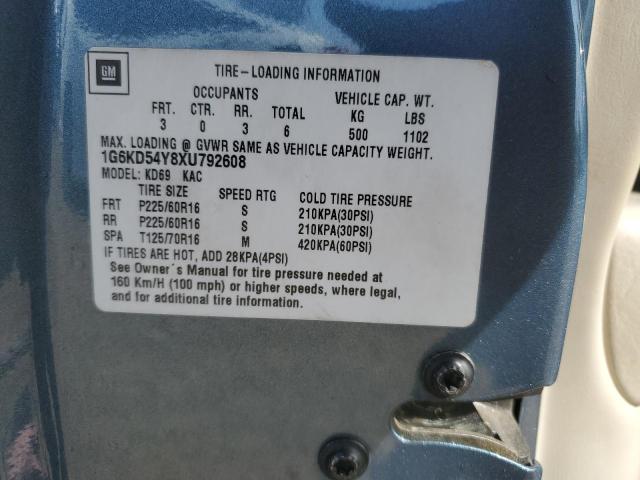 GM
TIRE-LOADING INFORMATION
OCCUPANTS VEHICLE CAP. WT.
FRT. CTR. RR. TOTAL KG LBS
3 0 3 6 500 1102
MAX. LOADING @ GVWR SAME AS VEHICLE CAPACITY WEIGHT.
1G6KD54Y8XU792608
MODEL: KD69 KAC
TIRE SIZE SPEED RTG COLD TIRE PRESSURE
FRT P225/60R16 S 210KPA(30PSI)
RR P225/60R16 S 210KPA(30PSI)
SPA T125/70R16 M 420KPA(60PSI)
IF TIRES ARE HOT, ADD 28KPA(4PSI)
See Owner's Manual for tire pressure needed at
160 Km/H (100 mph) or higher speeds, where legal,
and for additional tire information.